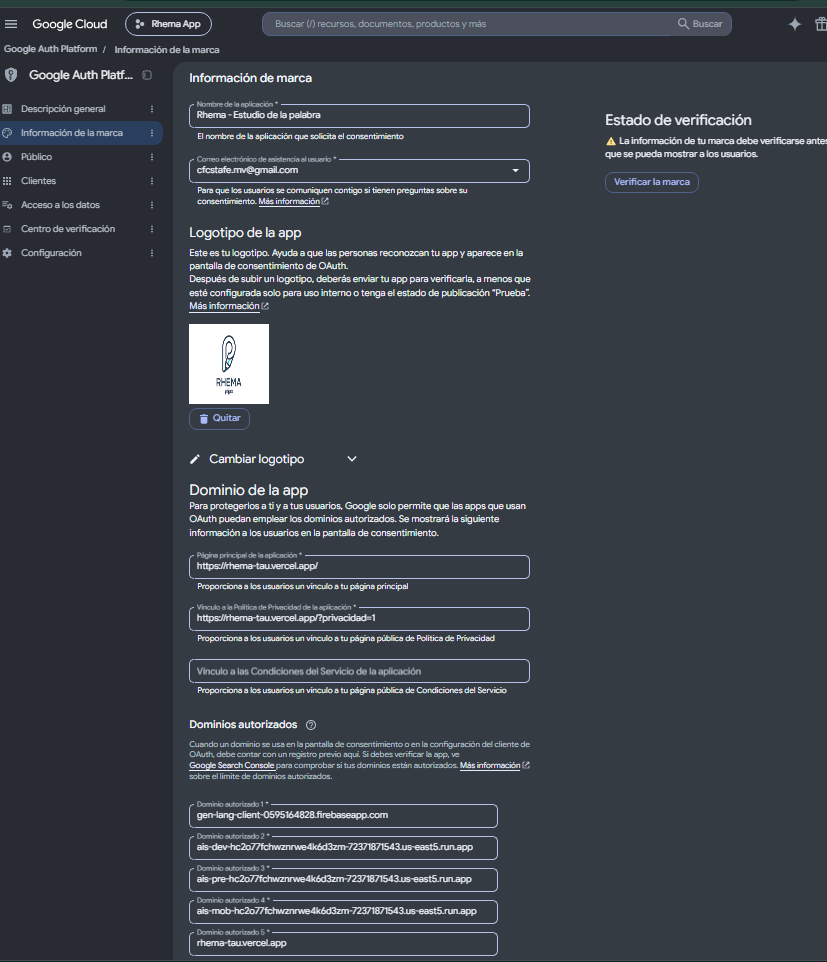 Google Cloud
Rhema App
Buscar (/) recursos, documentos, productos y más
Buscar
Google Auth Platform / Información de la marca
Google Auth Platf...
Descripción general
Información de la marca
Público
Clientes
Acceso a los datos
Centro de verificación
Configuración
Información de marca
Nombre de la aplicación *
Rhema - Estudio de la palabra
El nombre de la aplicación que solicita el consentimiento
Correo electrónico de asistencia al usuario *
cfcstafe.mv@gmail.com
Para que los usuarios se comuniquen contigo si tienen preguntas sobre su
consentimiento. Más información
Logotipo de la app
Este es tu logotipo. Ayuda a que las personas reconozcan tu app y aparece en la
pantalla de consentimiento de OAuth.
Después de subir un logotipo, deberás enviar tu app para verificarla, a menos que
esté configurada solo para uso interno o tenga el estado de publicación “Prueba”.
Más información
RHEMA
Quitar
Cambiar logotipo
Dominio de la app
Para protegerlos a ti y a tus usuarios, Google solo permite que las apps que usan
OAuth puedan emplear los dominios autorizados. Se mostrará la siguiente
información a los usuarios en la pantalla de consentimiento.
Página principal de la aplicación *
https://rhema-tau.vercel.app/
Proporciona a los usuarios un vínculo a tu página principal
Vínculo a la Política de Privacidad de la aplicación *
https://rhema-tau.vercel.app/?privacidad=1
Proporciona a los usuarios un vínculo a tu página pública de Política de Privacidad
Vínculo a las Condiciones del Servicio de la aplicación
Proporciona a los usuarios un vínculo a tu página pública de Condiciones del Servicio
Dominios autorizados
Cuando un dominio se usa en la pantalla de consentimiento o en la configuración del cliente de
OAuth, debe contar con un registro previo aquí. Si debes verificar la app, ve
Google Search Console para comprobar si tus dominios están autorizados. Más información
sobre el límite de dominios autorizados.
Dominio autorizado 1 *
gen-lang-client-0595164828.firebaseapp.com
Dominio autorizado 2 *
ais-dev-hc2o77fchwznrwe4k6d3zm-72371871543.us-east5.run.app
Dominio autorizado 3 *
ais-pre-hc2o77fchwznrwe4k6d3zm-72371871543.us-east5.run.app
Dominio autorizado 4 *
ais-mob-hc2o77fchwznrwe4k6d3zm-72371871543.us-east5.run.app
Dominio autorizado 5 *
rhema-tau.vercel.app
Estado de verificación
La información de tu marca debe verificarse antes
que se pueda mostrar a los usuarios.
Verificar la marca